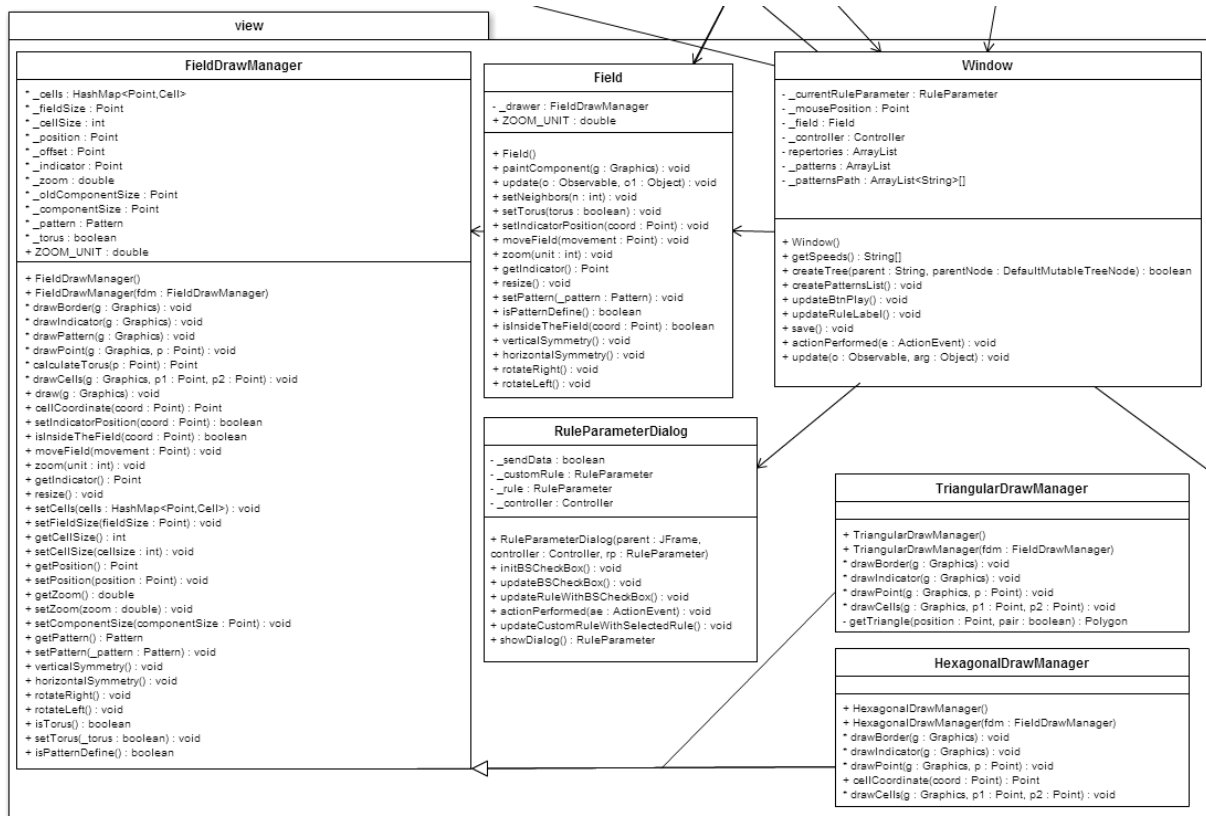 view
FieldDrawManager
* _cells : HashMap<Point,Cell>
* _fieldSize : Point
* _cellSize : int
* _position : Point
* _offset : Point
* _indicator : Point
* _zoom : double
* _oldComponentSize : Point
* _componentSize : Point
* _pattern : Pattern
* _torus : boolean
+ ZOOM_UNIT : double
+ FieldDrawManager()
+ FieldDrawManager(fdm : FieldDrawManager)
* drawBorder(g : Graphics) : void
* drawIndicator(g : Graphics) : void
* drawPattern(g : Graphics) : void
* drawPoint(g : Graphics, p : Point) : void
* calculateTorus(p : Point) : Point
* drawCells(g : Graphics, p1 : Point, p2 : Point) : void
+ draw(g : Graphics) : void
+ cellCoordinate(coord : Point) : Point
+ setIndicatorPosition(coord : Point) : boolean
+ isInsideTheField(coord : Point) : boolean
+ moveField(movement : Point) : void
+ zoom(unit : int) : void
+ getIndicator() : Point
+ resize() : void
+ setCells(cells : HashMap<Point,Cell>) : void
+ setFieldSize(fieldSize : Point) : void
+ getCellSize() : int
+ setCellSize(cellsize : int) : void
+ getPosition() : Point
+ setPosition(position : Point) : void
+ getZoom() : double
+ setZoom(zoom : double) : void
+ setComponentSize(componentSize : Point) : void
+ getPattern() : Pattern
+ setPattern(_pattern : Pattern) : void
+ verticalSymmetry() : void
+ horizontalSymmetry() : void
+ rotateRight() : void
+ rotateLeft() : void
+ isTorus() : boolean
+ setTorus(_torus : boolean) : void
+ isPatternDefine() : boolean
Field
- _drawer : FieldDrawManager
+ ZOOM_UNIT : double
+ Field()
+ paintComponent(g : Graphics) : void
+ update(o : Observable, o1 : Object) : void
+ setNeighbors(n : int) : void
+ setTorus(torus : boolean) : void
+ setIndicatorPosition(coord : Point) : void
+ moveField(movement : Point) : void
+ zoom(unit : int) : void
+ getIndicator() : Point
+ resize() : void
+ setPattern(_pattern : Pattern) : void
+ isPatternDefine() : boolean
+ isInsideTheField(coord : Point) : boolean
+ verticalSymmetry() : void
+ horizontalSymmetry() : void
+ rotateRight() : void
+ rotateLeft() : void
Window
- _currentRuleParameter : RuleParameter
- _mousePosition : Point
- _field : Field
- _controller : Controller
- repertories : ArrayList
- _patterns : ArrayList
- _patternsPath : ArrayList<String>[]
+ Window()
+ getSpeeds() : String[]
+ createTree(parent : String, parentNode : DefaultMutableTreeNode) : boolean
+ createPatternsList() : void
+ updateBtnPlay() : void
+ updateRuleLabel() : void
+ save() : void
+ actionPerformed(e : ActionEvent) : void
+ update(o : Observable, arg : Object) : void
RuleParameterDialog
- _sendData : boolean
- _customRule : RuleParameter
- _rule : RuleParameter
- _controller : Controller
+ RuleParameterDialog(parent : JFrame,
controller : Controller, rp : RuleParameter)
+ initBSCheckBox() : void
+ updateBSCheckBox() : void
+ updateRuleWithBSCheckBox() : void
+ actionPerformed(ae : ActionEvent) : void
+ updateCustomRuleWithSelectedRule() : void
+ showDialog() : RuleParameter
TriangularDrawManager
+ TriangularDrawManager()
+ TriangularDrawManager(fdm : FieldDrawManager)
* drawBorder(g : Graphics) : void
* drawIndicator(g : Graphics) : void
* drawPoint(g : Graphics, p : Point) : void
* drawCells(g : Graphics, p1 : Point, p2 : Point) : void
- getTriangle(position : Point, pair : boolean) : Polygon
HexagonalDrawManager
+ HexagonalDrawManager()
+ HexagonalDrawManager(fdm : FieldDrawManager)
* drawBorder(g : Graphics) : void
* drawIndicator(g : Graphics) : void
* drawPoint(g : Graphics, p : Point) : void
+ cellCoordinate(coord : Point) : Point
* drawCells(g : Graphics, p1 : Point, p2 : Point) : void